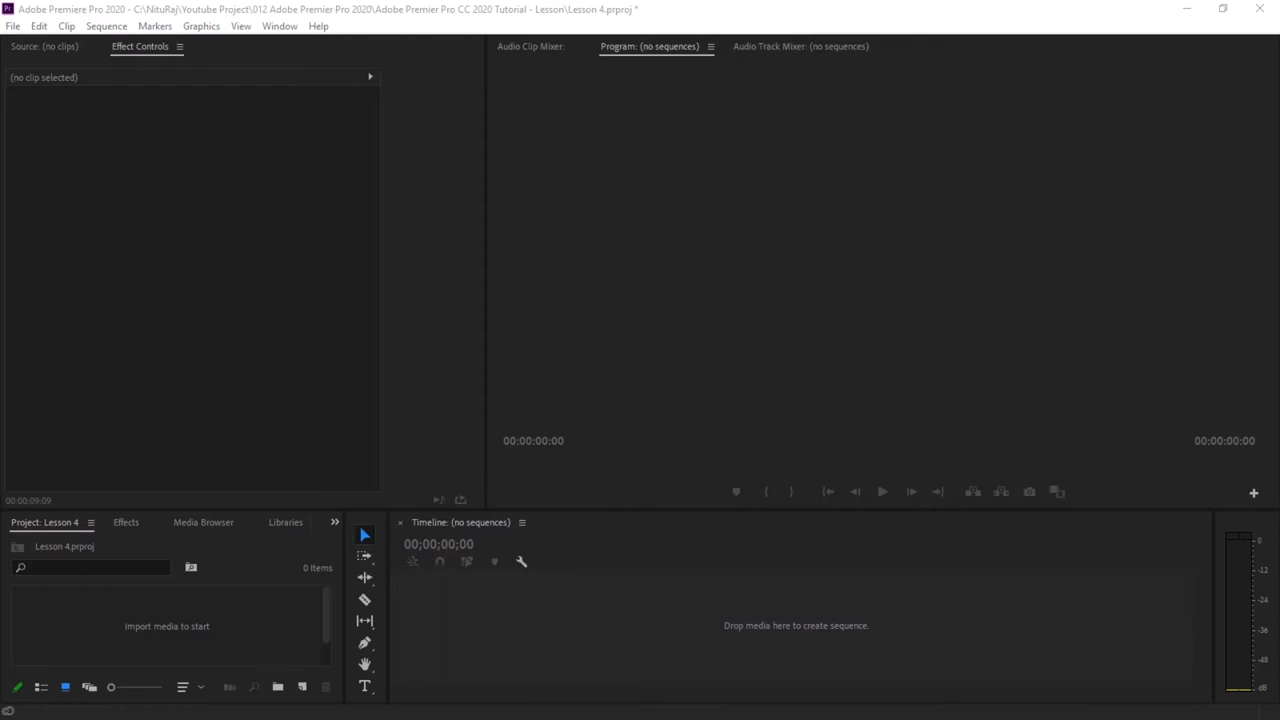 Pr Adobe Premiere Pro 2020 - C:\NituRaj\Youtube Project\012 Adobe Premier Pro 2020\Adobe Premier Pro CC 2020 Tutorial - Lesson\Lesson 4.prproj *
File Edit Clip Sequence Markers Graphics View Window Help
Source: (no clips) Effect Controls Audio Clip Mixer: Program: (no sequences) Audio Track Mixer: (no sequences)
(no clip selected)
00:00:00:00 00:00:00:00
00:00:09:09
Project: Lesson 4 Effects Media Browser Libraries Timeline: (no sequences)
Lesson 4.prproj 00;00;00;00 0
0 Items -12
-24
Import media to start Drop media here to create sequence.
-36
-48
T dB